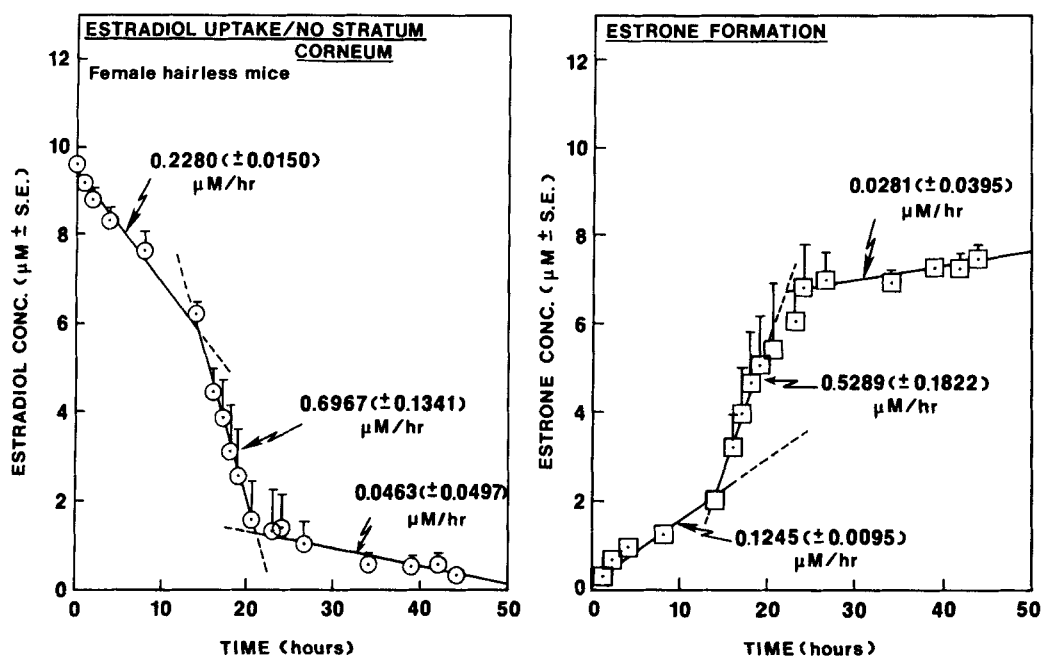 ESTRADIOL UPTAKE/NO STRATUM
CORNEUM
Female hairless mice
12
10
8
6
4
2
0
ESTRADIOL CONC. (μM ± S.E.)
0.2280(±0.0150)
μM/hr
0.6967(±0.1341)
μM/hr
0.0463(±0.0497)
μM/hr
0
10
20
30
40
50
TIME (hours)
ESTRONE FORMATION
12
10
8
6
4
2
0
ESTRONE CONC. (μM ± S.E.)
0.0281(±0.0395)
μM/hr
0.5289(±0.1822)
μM/hr
0.1245(±0.0095)
μM/hr
0
10
20
30
40
50
TIME (hours)